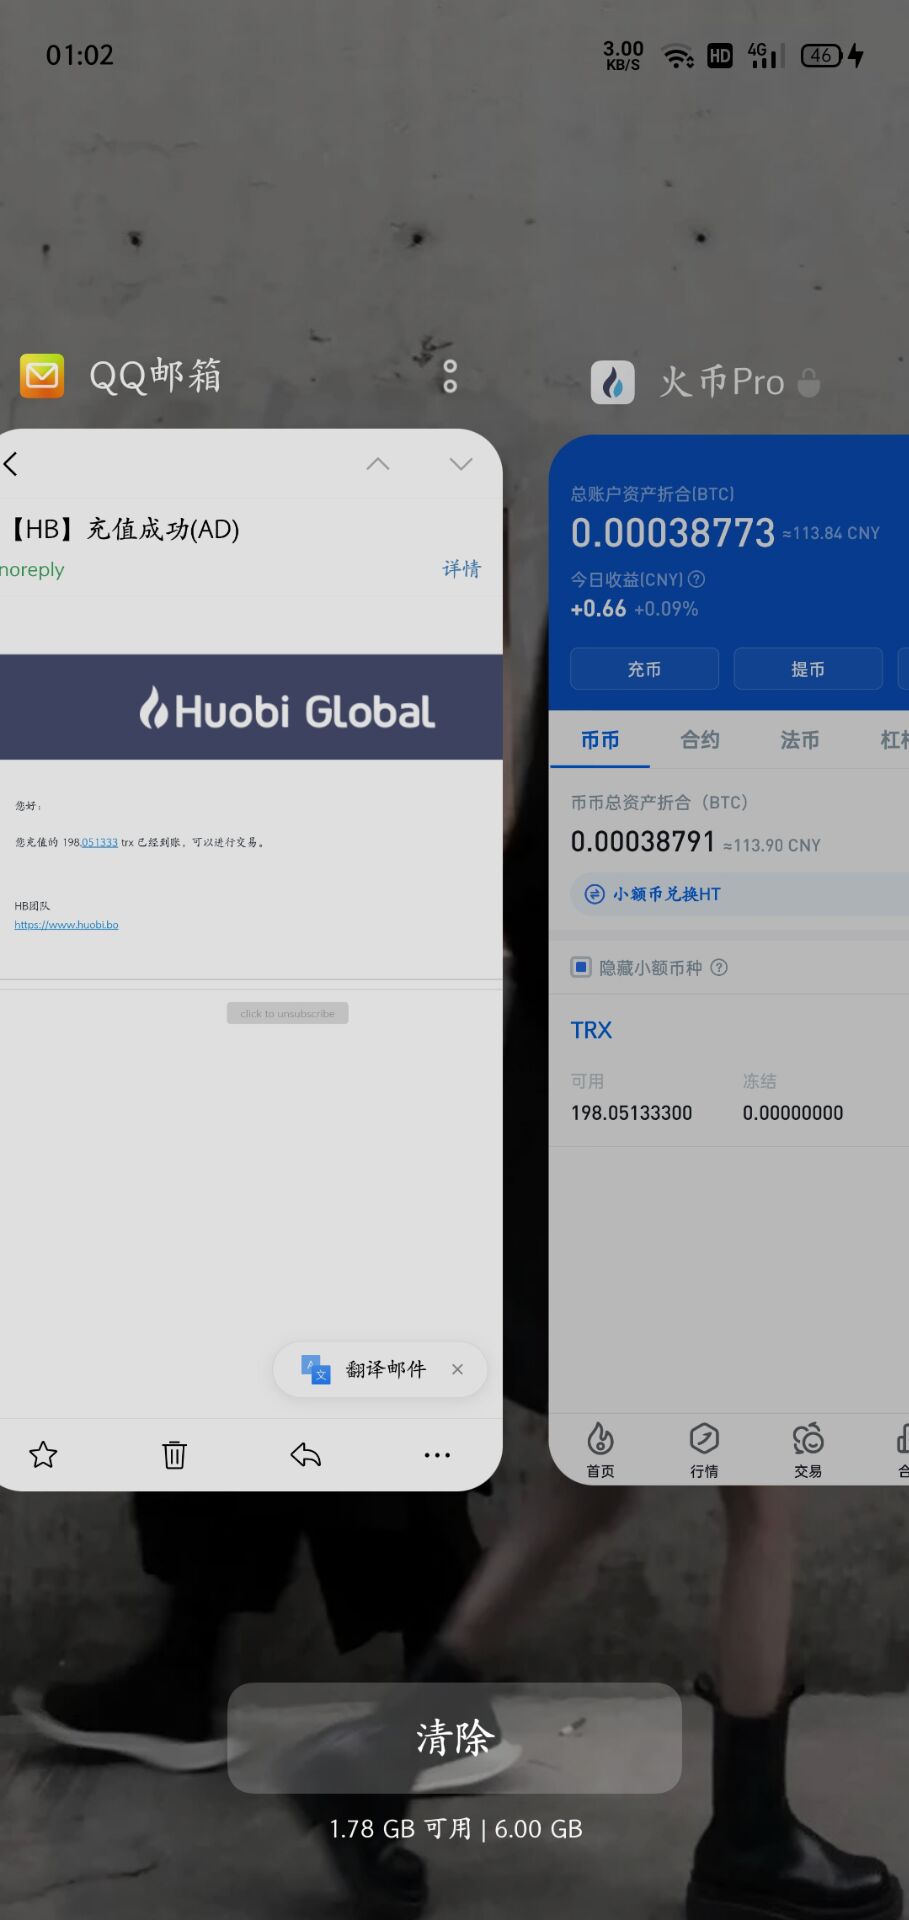 01:02
3.00
KB/S
HD
4G
46
QQ邮箱
【HB】充值成功(AD)
noreply
详情
Huobi Global
您好：
您充值的 198.051333 trx 已经到账，可以进行交易。
HB团队
https://www.huobi.bo
click to unsubscribe
翻译邮件
火币Pro
总账户资产折合(BTC)
0.00038773 ≈113.84 CNY
今日收益(CNY)
+0.66 +0.09%
充币
提币
币币
合约
法币
币币总资产折合（BTC）
0.00038791 ≈113.90 CNY
小额币兑换HT
隐藏小额币种
TRX
可用
冻结
198.05133300
0.00000000
首页
行情
交易
合
清除
1.78 GB 可用 | 6.00 GB